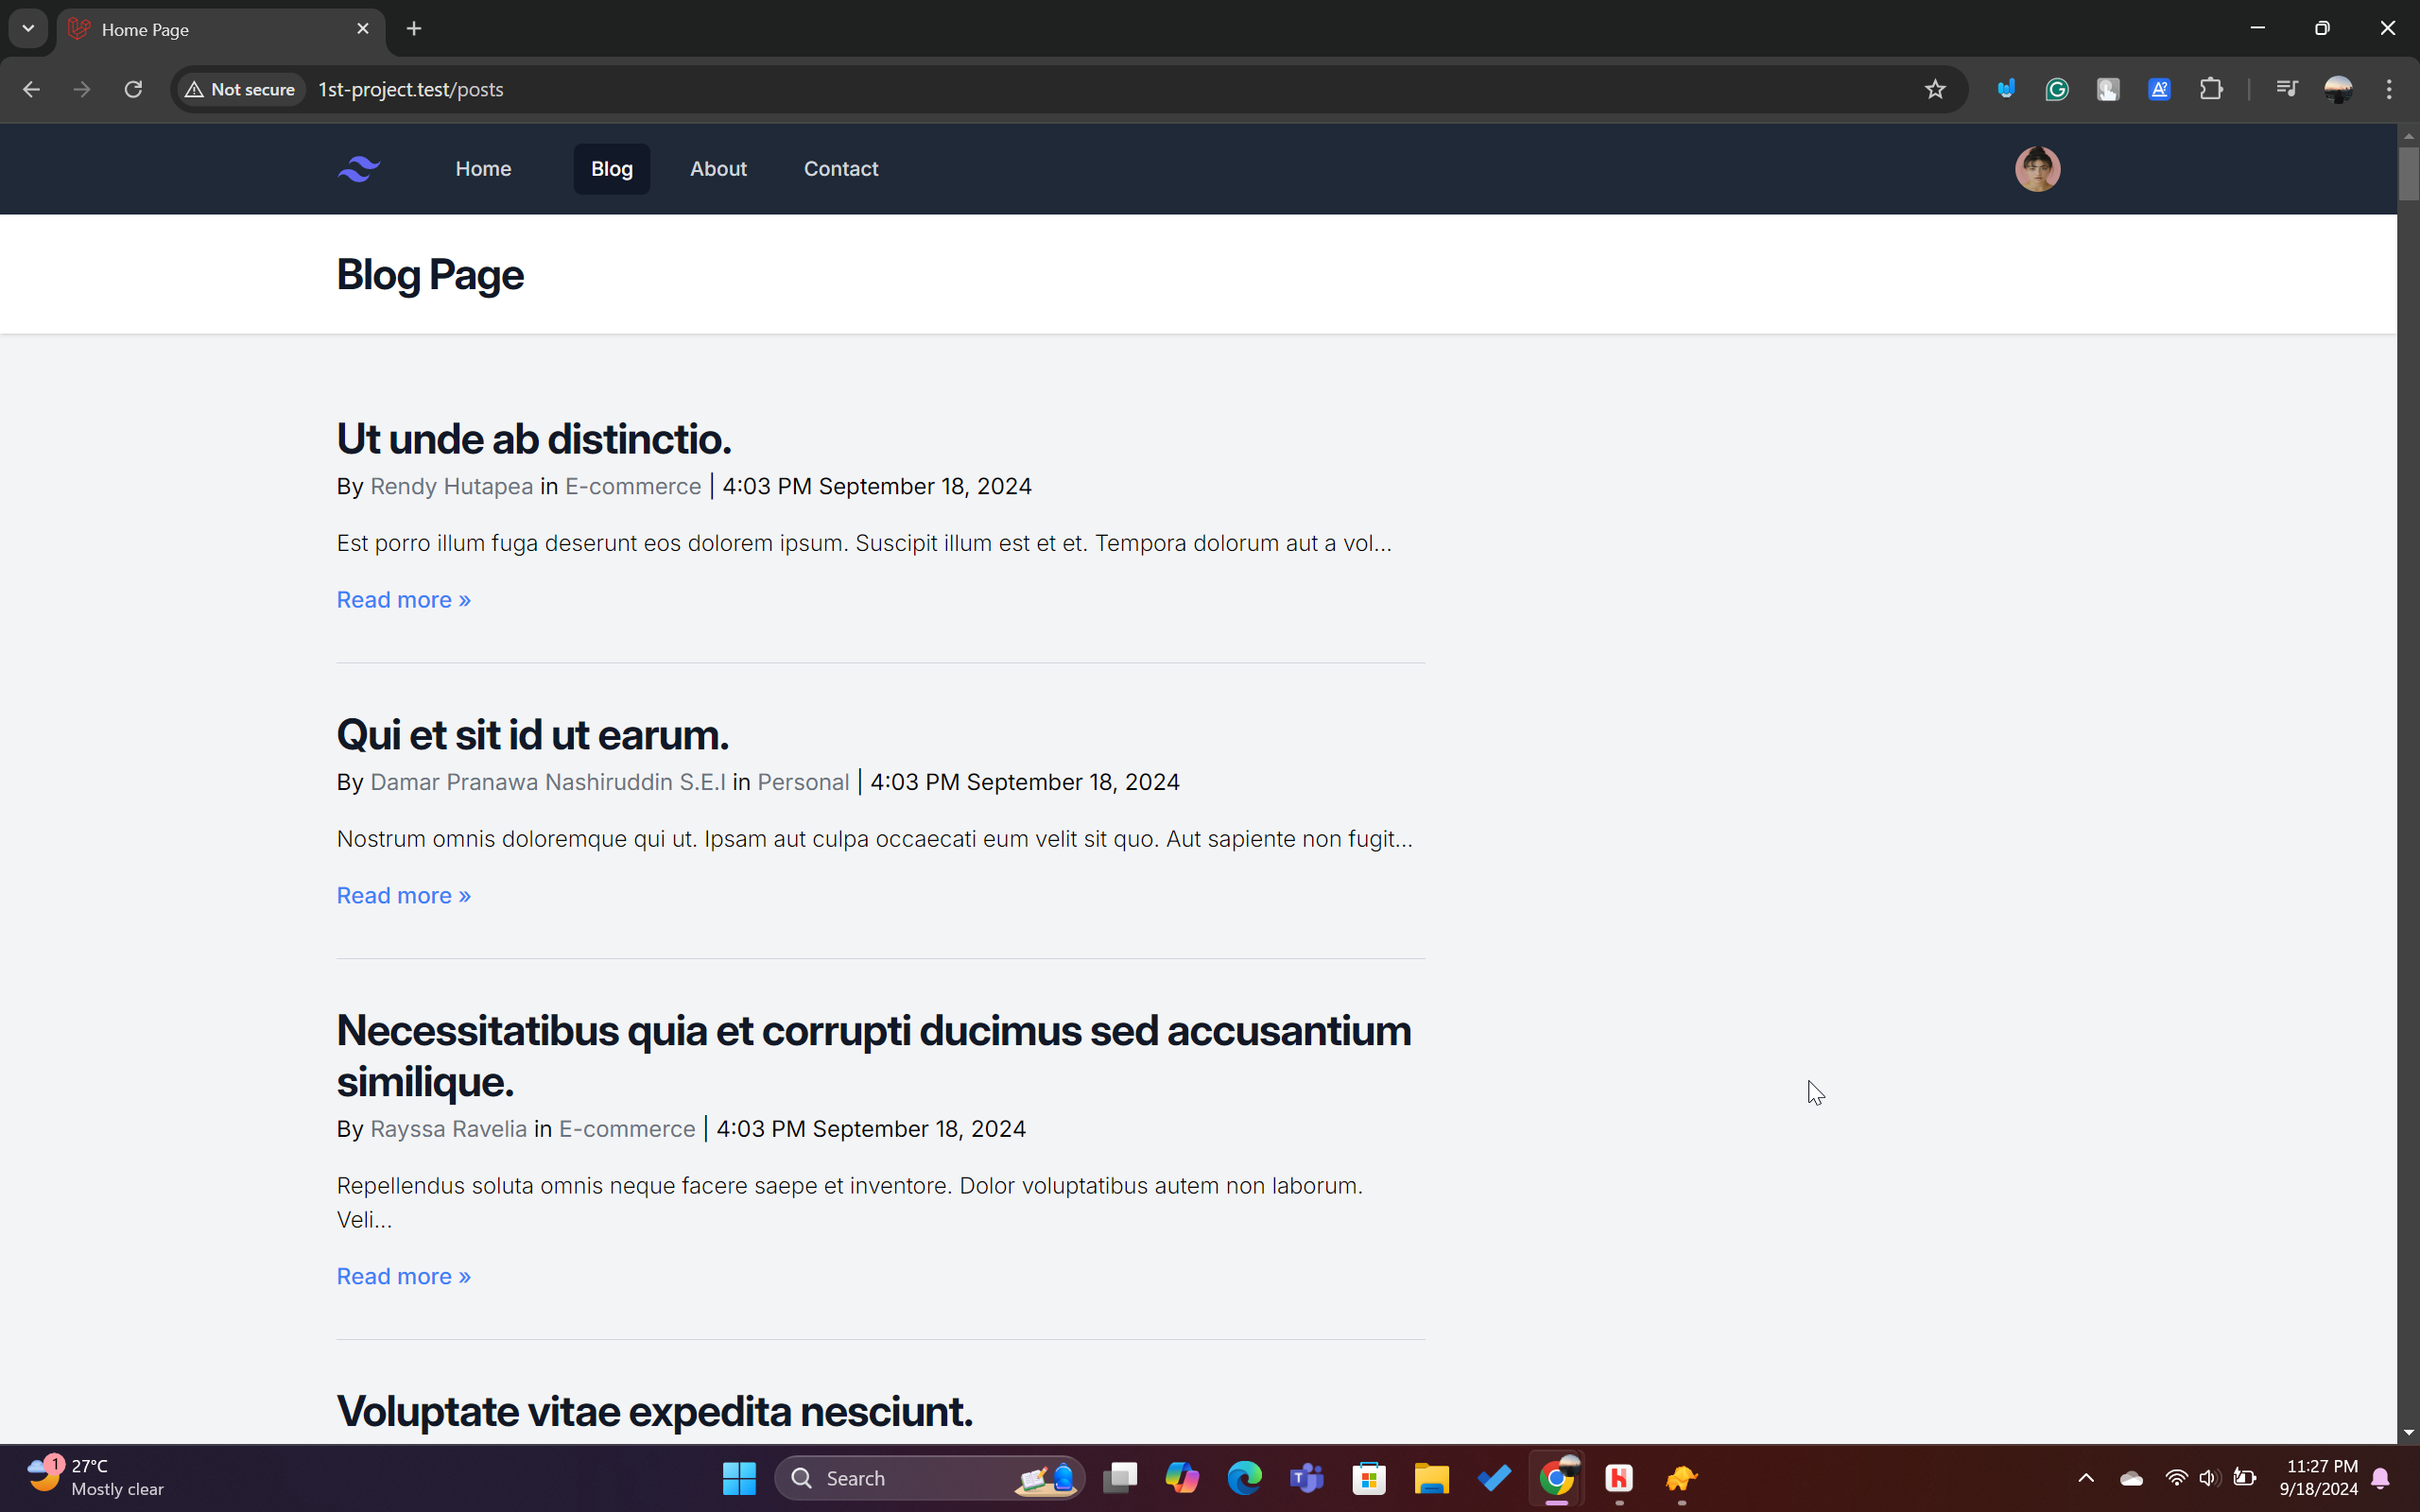 Home Page
Not secure 1st-project.test/posts
Home Blog About Contact
Blog Page
Ut unde ab distinctio.
By Rendy Hutapea in E-commerce | 4:03 PM September 18, 2024
Est porro illum fuga deserunt eos dolorem ipsum. Suscipit illum est et et. Tempora dolorum aut a vol...
Read more »
Qui et sit id ut earum.
By Damar Pranawa Nashiruddin S.E.I in Personal | 4:03 PM September 18, 2024
Nostrum omnis doloremque qui ut. Ipsam aut culpa occaecati eum velit sit quo. Aut sapiente non fugit...
Read more »
Necessitatibus quia et corrupti ducimus sed accusantium
similique.
By Rayssa Ravelia in E-commerce | 4:03 PM September 18, 2024
Repellendus soluta omnis neque facere saepe et inventore. Dolor voluptatibus autem non laborum.
Veli...
Read more »
Voluptate vitae expedita nesciunt.
1 27°C
Mostly clear
Search
11:27 PM
9/18/2024